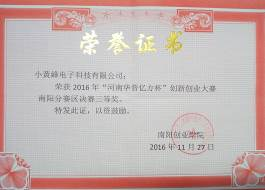 荣誉证书
小黄蜂电子科技有限公司：
荣获2016年“河南华普亿方杯”创新创业大赛
南阳分赛区决赛三等奖。
特发此证，以资鼓励。
南阳创业学院
2016年11月27日